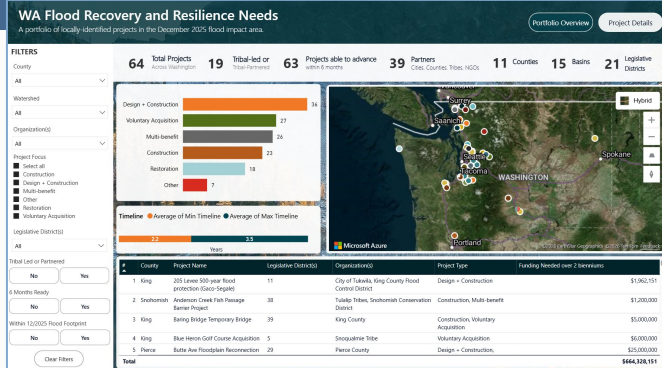 WA Flood Recovery and Resilience Needs
A portfolio of locally-identified projects in the December 2025 flood impact area.
Portfolio Overview
Project Details
FILTERS
County
All
Watershed
All
Organization(s)
All
Project Focus
Select all
Construction
Design + Construction
Multi-benefit
Other
Restoration
Voluntary Acquisition
Legislative District(s)
All
Tribal Led or Partnered
No Yes
6 Months Ready
No Yes
Within 12/2025 Flood Footprint
No Yes
Clear Filters
64 Total Projects
Across Washington
19 Tribal-led or
Tribal-Partnered
63 Projects able to advance
within 6 months
39 Partners
Cities, Counties, Tribes, NGOs
11 Counties
15 Basins
21 Legislative
Districts
Design + Construction 36
Voluntary Acquisition 27
Multi-benefit 26
Construction 23
Restoration 18
Other 7
Timeline Average of Min Timeline Average of Max Timeline
2.2 3.5
Years
Hybrid
Surrey
Saanich
Seattle
Tacoma
WASHINGTON
Spokane
Portland
Microsoft Azure
# County Project Name Legislative District(s) Organization(s) Project Type Funding Needed over 2 bienniums
1 King 205 Levee 500-year flood protection (Gaco-Segale) 11 City of Tukwila, King County Flood Control District Design + Construction $1,962,151
2 Snohomish Anderson Creek Fish Passage Barrier Project 38 Tulalip Tribes, Snohomish Conservation District Construction, Multi-benefit $1,200,000
3 King Baring Bridge Temporary Bridge 39 King County Construction, Voluntary Acquisition $5,000,000
4 King Blue Heron Golf Course Acquisition 5 Snoqualmie Tribe Voluntary Acquisition $6,000,000
5 Pierce Butte Ave Floodplain Reconnection 29 Pierce County Design + Construction, $25,000,000
Total $664,328,151